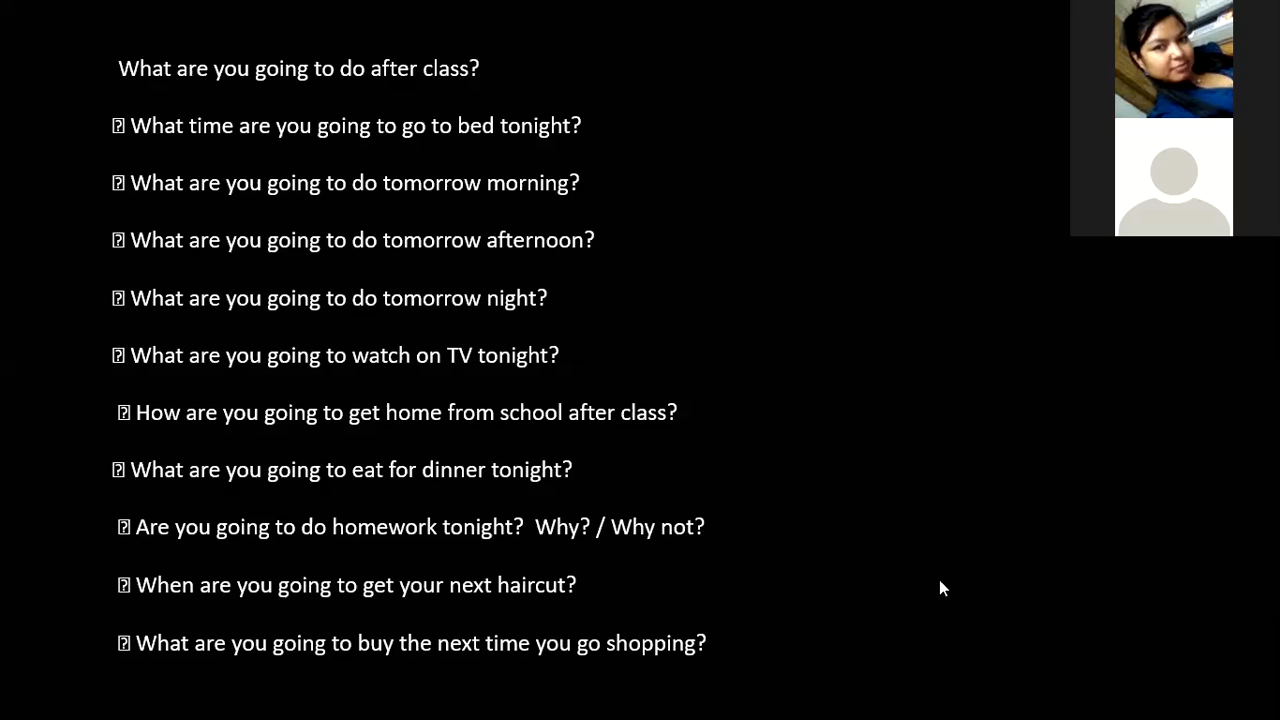 What are you going to do after class?
⍰ What time are you going to go to bed tonight?
⍰ What are you going to do tomorrow morning?
⍰ What are you going to do tomorrow afternoon?
⍰ What are you going to do tomorrow night?
⍰ What are you going to watch on TV tonight?
⍰ How are you going to get home from school after class?
⍰ What are you going to eat for dinner tonight?
⍰ Are you going to do homework tonight?  Why? / Why not?
⍰ When are you going to get your next haircut?
⍰ What are you going to buy the next time you go shopping?